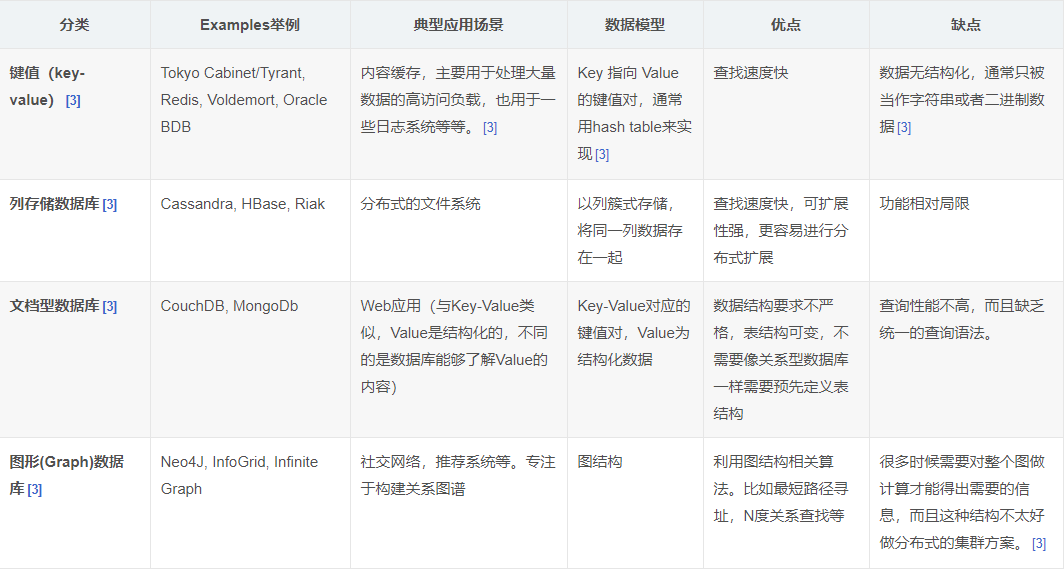 分类
Examples举例
典型应用场景
数据模型
优点
缺点
键值（key-
value） [3]
Tokyo Cabinet/Tyrant,
Redis, Voldemort, Oracle
BDB
内容缓存，主要用于处理大量
数据的高访问负载，也用于一
些日志系统等等。 [3]
Key 指向 Value
的键值对，通常
用hash table来实
现 [3]
查找速度快
数据无结构化，通常只被
当作字符串或者二进制数
据 [3]
列存储数据库 [3]
Cassandra, HBase, Riak
分布式的文件系统
以列簇式存储，
将同一列数据存
在一起
查找速度快，可扩展
性强，更容易进行分
布式扩展
功能相对局限
文档型数据库 [3]
CouchDB, MongoDb
Web应用（与Key-Value类
似，Value是结构化的，不同
的是数据库能够了解Value的
内容）
Key-Value对应的
键值对，Value为
结构化数据
数据结构要求不严
格，表结构可变，不
需要像关系型数据库
一样需要预先定义表
结构
查询性能不高，而且缺乏
统一的查询语法。
图形(Graph)数据
库 [3]
Neo4J, InfoGrid, Infinite
Graph
社交网络，推荐系统等。专注
于构建关系图谱
图结构
利用图结构相关算
法。比如最短路径寻
址，N度关系查找等
很多时候需要对整个图做
计算才能得出需要的信
息，而且这种结构不太好
做分布式的集群方案。 [3]